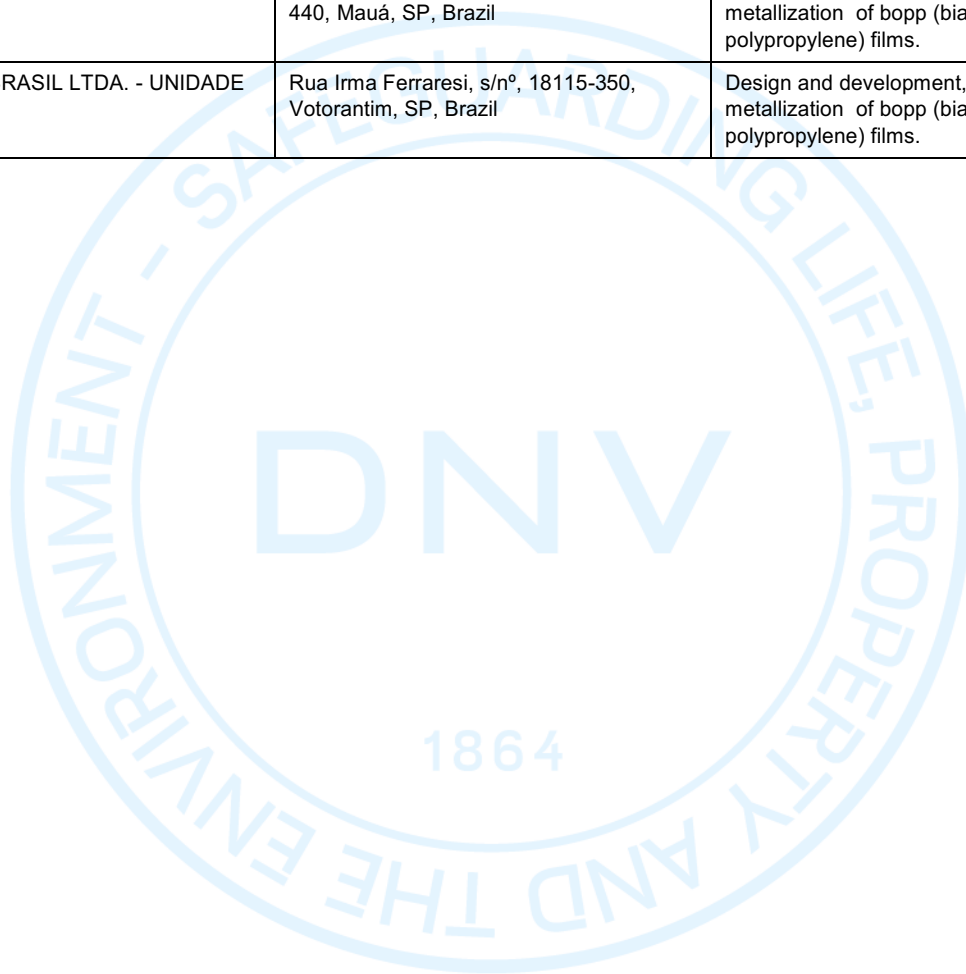 440, Mauá, SP, Brazil
metallization of bopp (bia
polypropylene) films.
RASIL LTDA. - UNIDADE
Rua Irma Ferraresi, s/nº, 18115-350,
Votorantim, SP, Brazil
Design and development,
metallization of bopp (bia
polypropylene) films.
SAFEGUARDING LIFE, PROPERTY AND THE ENVIRONMENT -
DNV
1864